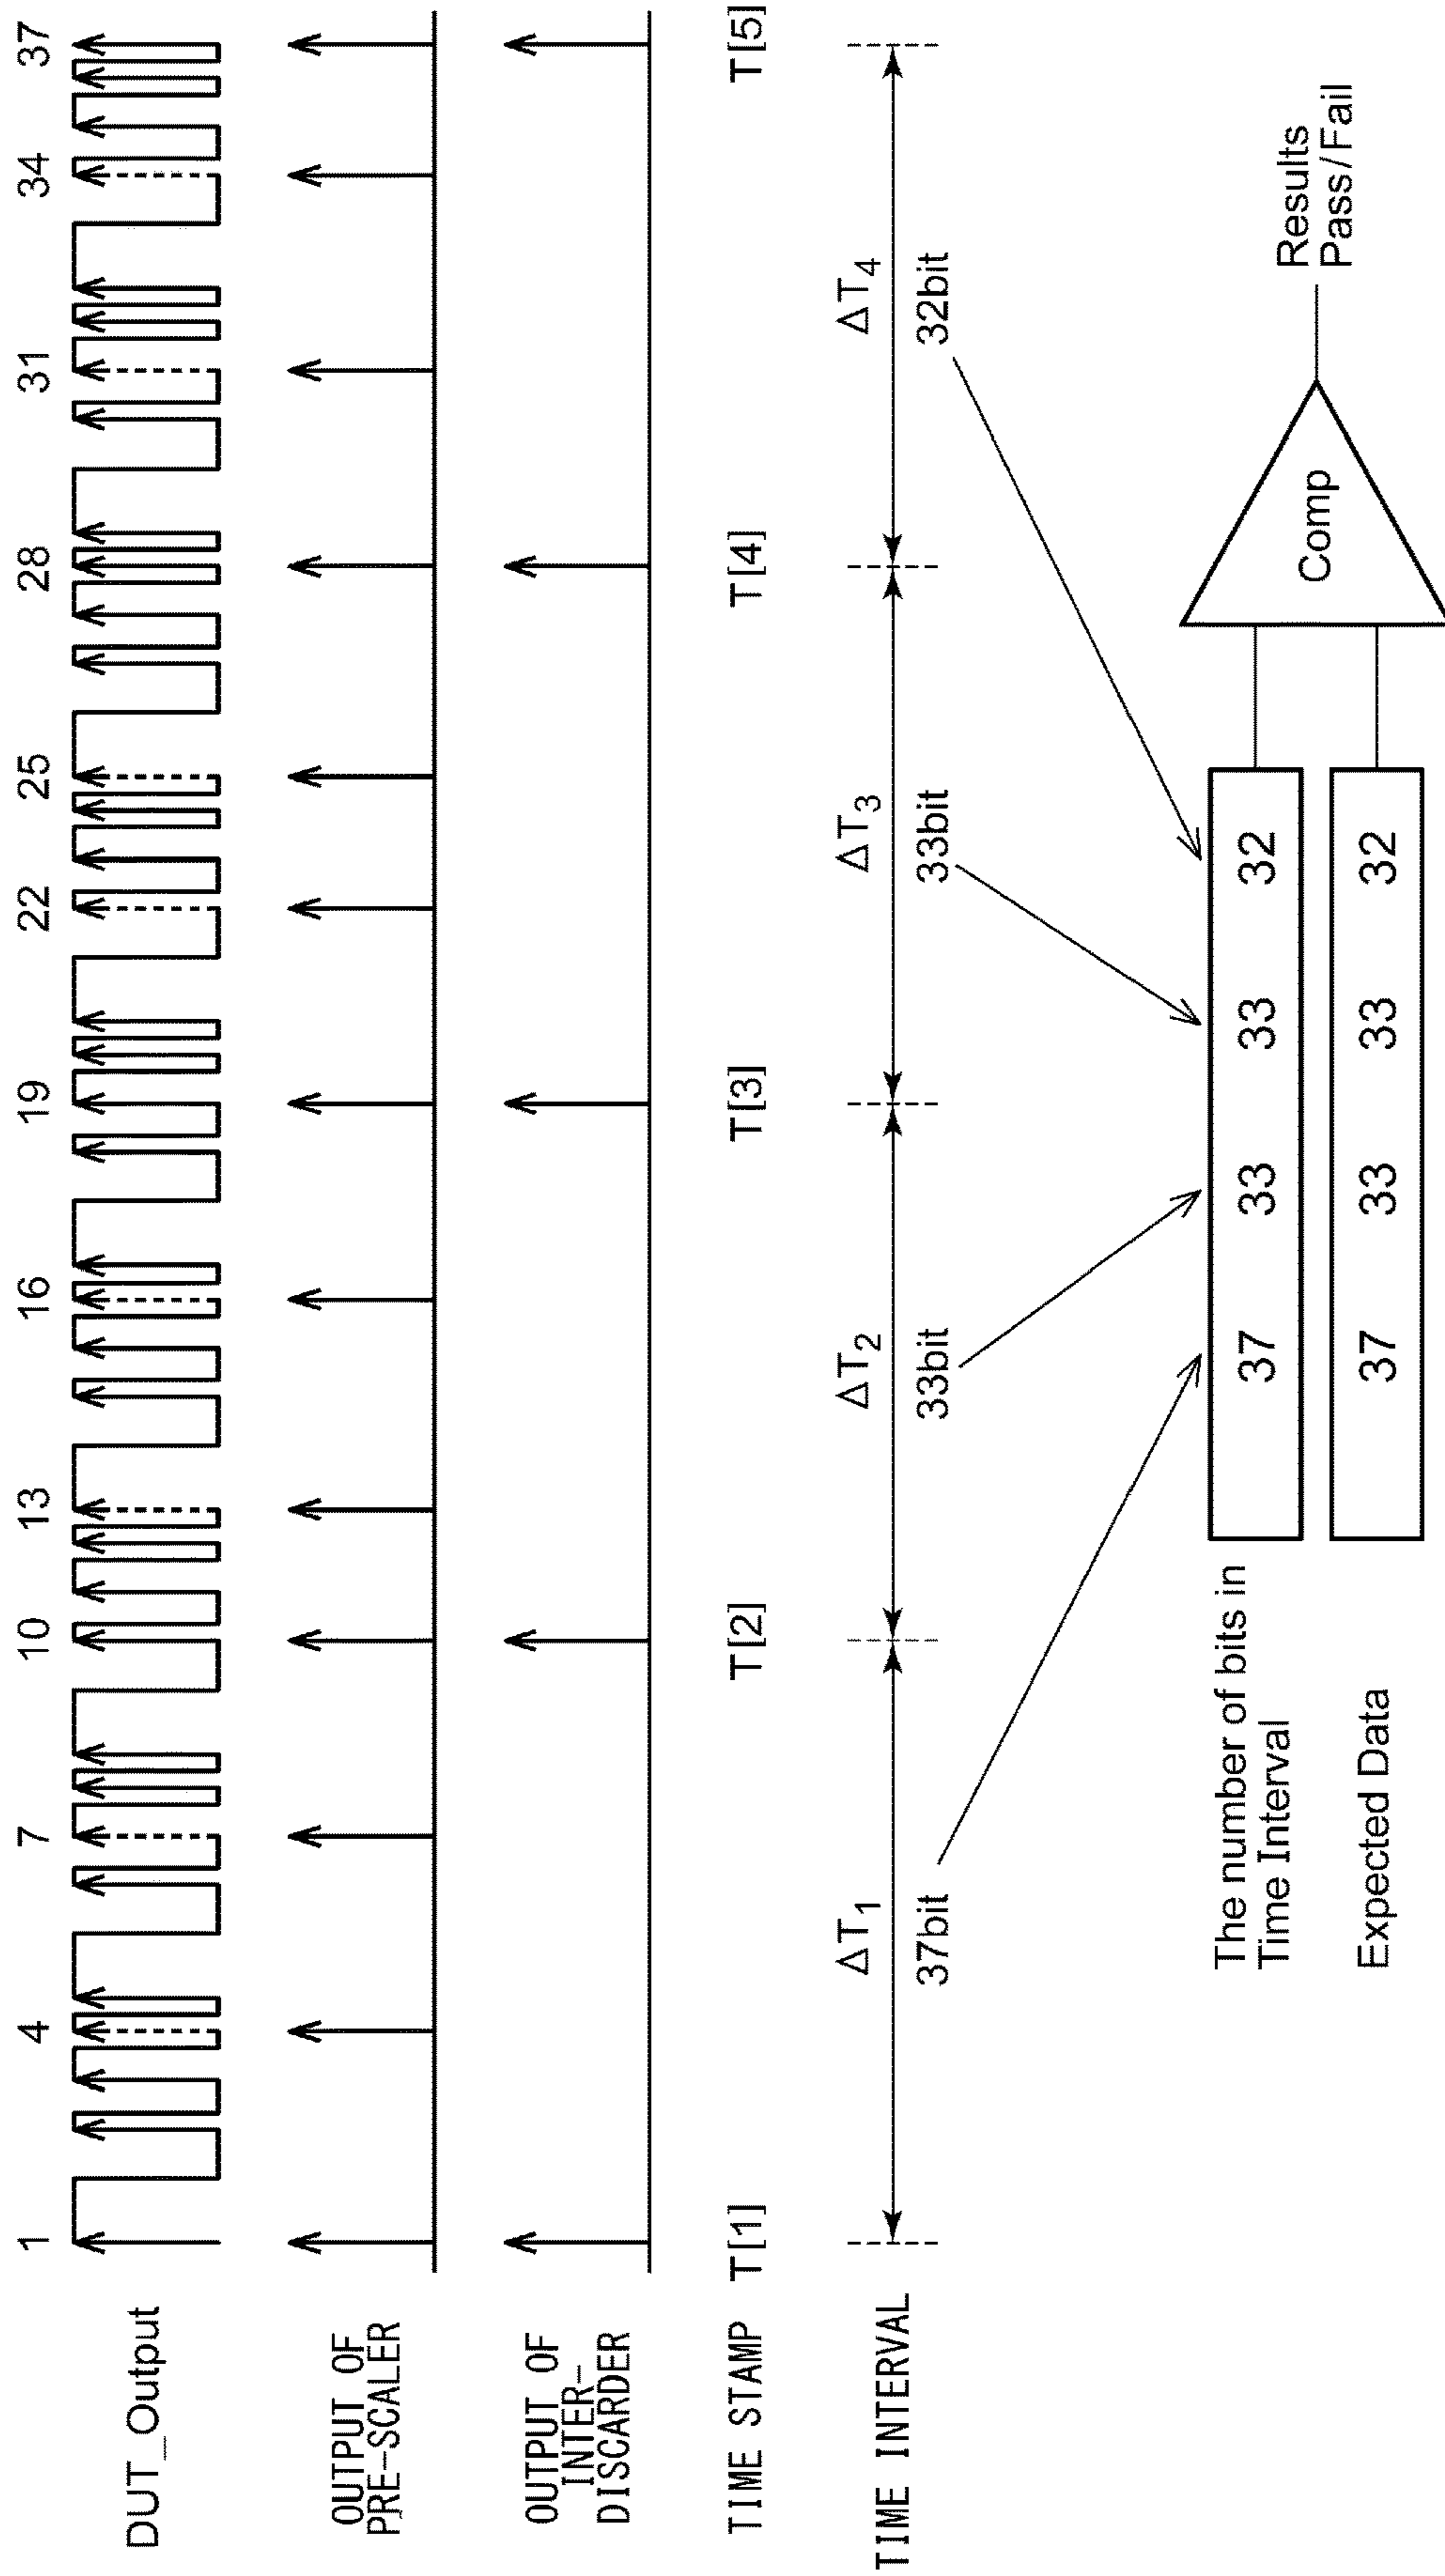 1 4 7 10 13 16 19 22 25 28 31 34 37
DUT_Output
OUTPUT OF
PRE-SCALER
OUTPUT OF
INTER-
DISCARDER
TIME STAMP T[1] T[2] T[3] T[4] T[5]
TIME INTERVAL
ΔT1 ΔT2 ΔT3 ΔT4
37bit 33bit 33bit 32bit
The number of bits in
Time Interval
37 33 33 32
Expected Data
37 33 33 32
Comp
Results
Pass/Fail